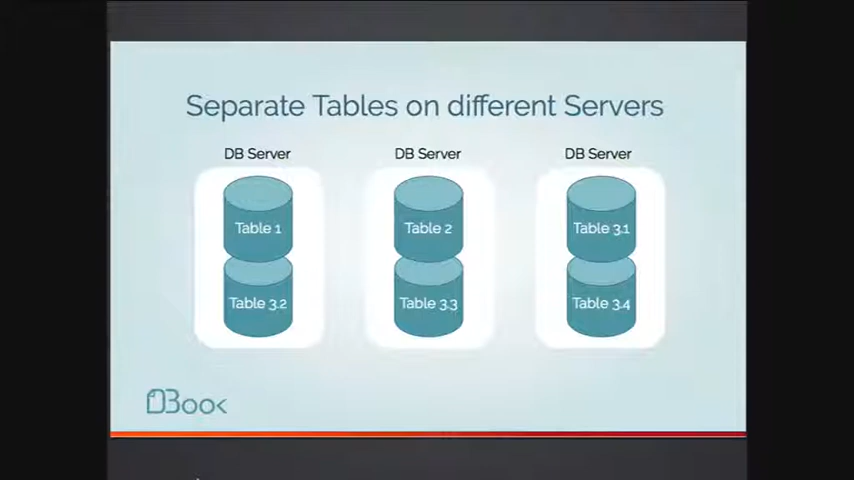 Separate Tables on different Servers
DB Server DB Server DB Server
Table 1 Table 2 Table 3.1
Table 3.2 Table 3.3 Table 3.4
DBook